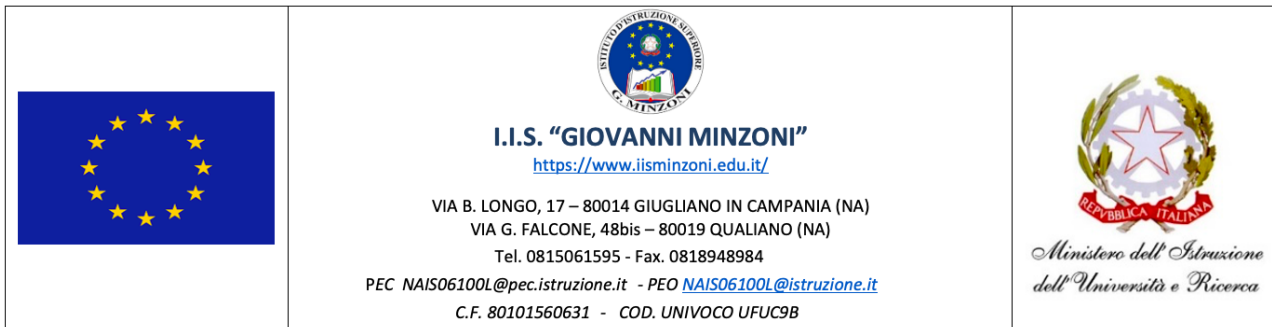 ISTITUTO D'ISTRUZIONE SUPERIORE
G. MINZONI
I.I.S. “GIOVANNI MINZONI”
https://www.iisminzoni.edu.it/
VIA B. LONGO, 17 – 80014 GIUGLIANO IN CAMPANIA (NA)
VIA G. FALCONE, 48bis – 80019 QUALIANO (NA)
Tel. 0815061595 - Fax. 0818948984
PEC NAIS06100L@pec.istruzione.it - PEO NAIS06100L@istruzione.it
C.F. 80101560631 - COD. UNIVOCO UFUC9B
REPVBBLICA ITALIANA
Ministero dell'Istruzione
dell'Università e Ricerca